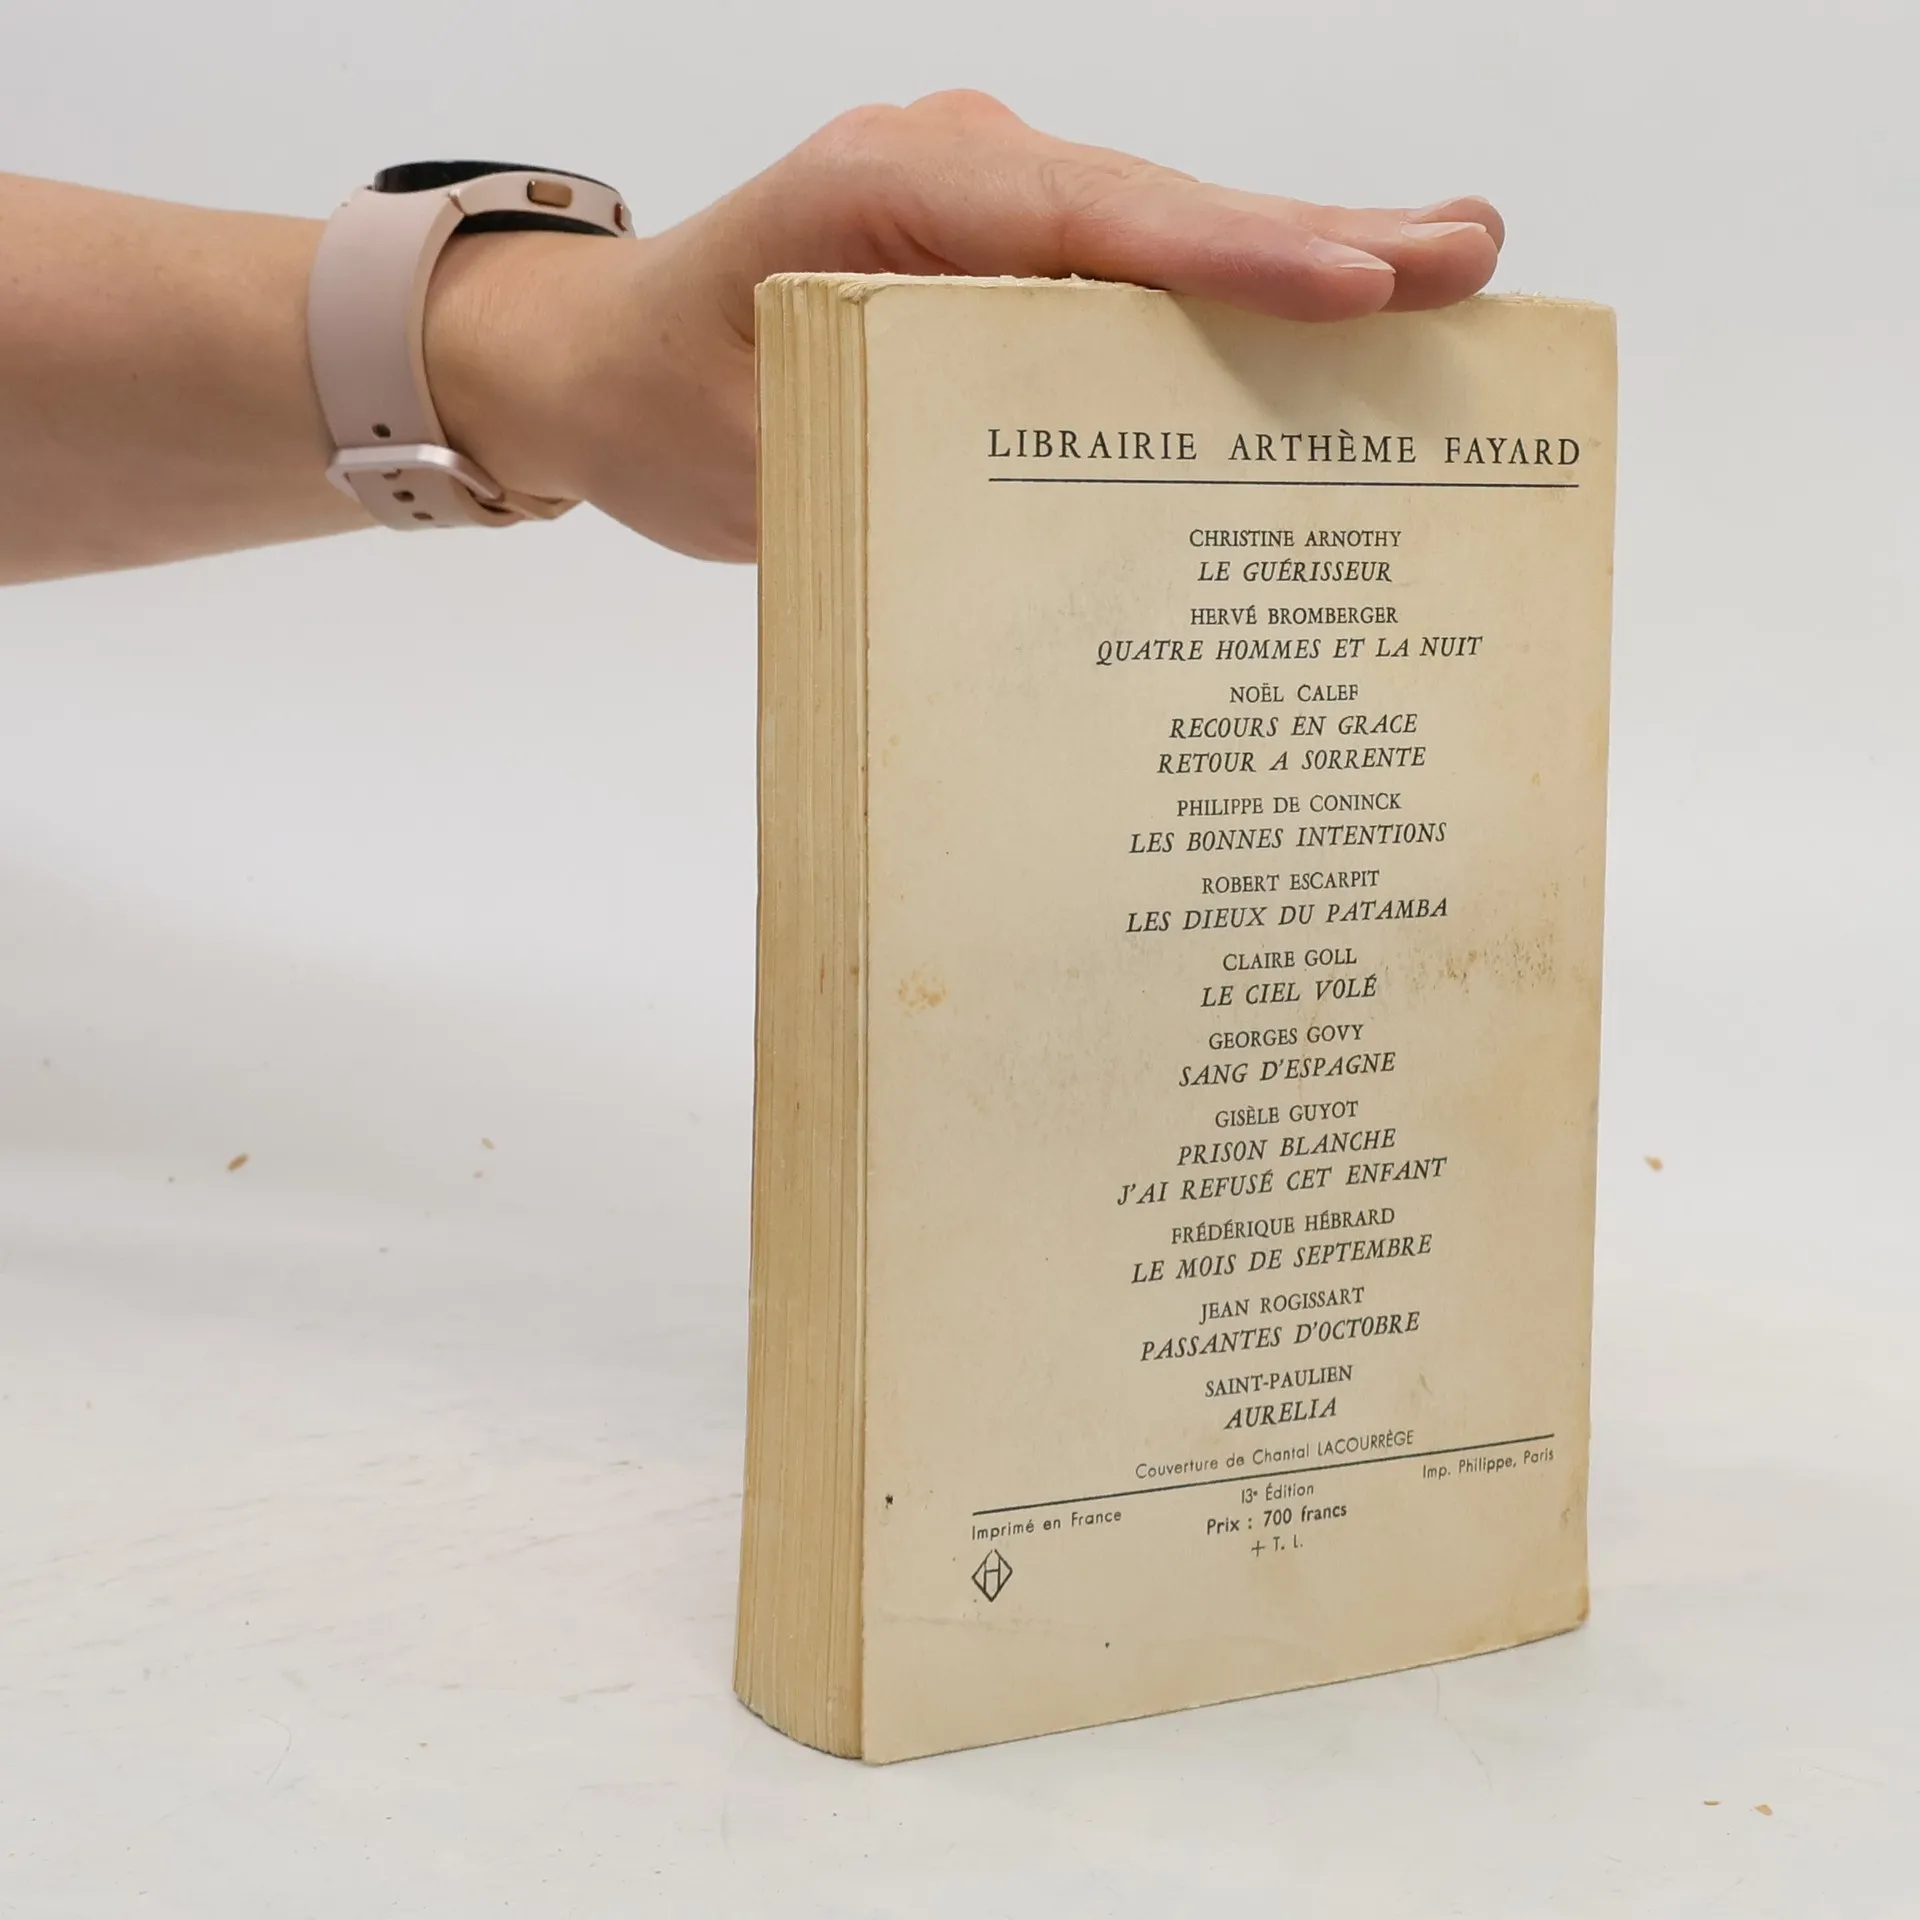 LIBRAIRIE ARTHÈME FAYARD
CHRISTINE ARNOTHY
LE GUÉRISSEUR
HERVÉ BROMBERGER
QUATRE HOMMES ET LA NUIT
NOËL CALEF
RECOURS EN GRACE
RETOUR A SORRENTE
PHILIPPE DE CONINCK
LES BONNES INTENTIONS
ROBERT ESCARPIT
LES DIEUX DU PATAMBA
CLAIRE GOLL
LE CIEL VOLÉ
GEORGES GOVY
SANG D'ESPAGNE
GISÈLE GUYOT
PRISON BLANCHE
J'AI REFUSÉ CET ENFANT
FRÉDÉRIQUE HÉBRARD
LE MOIS DE SEPTEMBRE
JEAN ROGISSART
PASSANTES D'OCTOBRE
SAINT-PAULIEN
AURELIA
Couverture de Chantal LACOURRÈGE
Imprimé en France
13e Édition
Prix : 700 francs
+ T. L.
Imp. Philippe, Paris
H